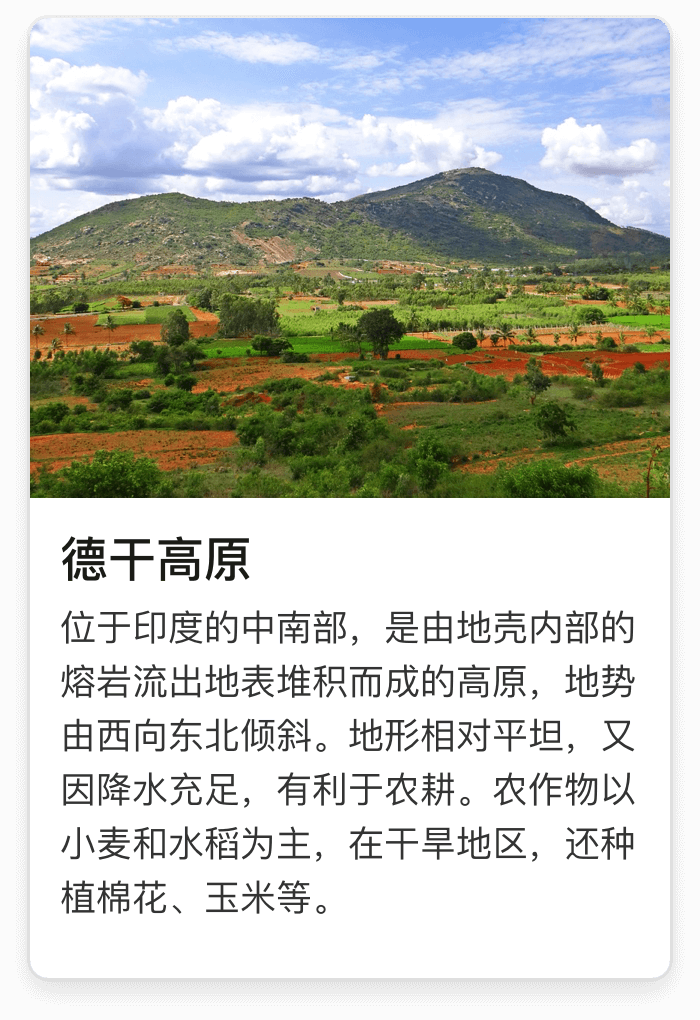 德干高原
位于印度的中南部，是由地壳内部的
熔岩流出地表堆积而成的高原，地势
由西向东北倾斜。地形相对平坦，又
因降水充足，有利于农耕。农作物以
小麦和水稻为主，在干旱地区，还种
植棉花、玉米等。